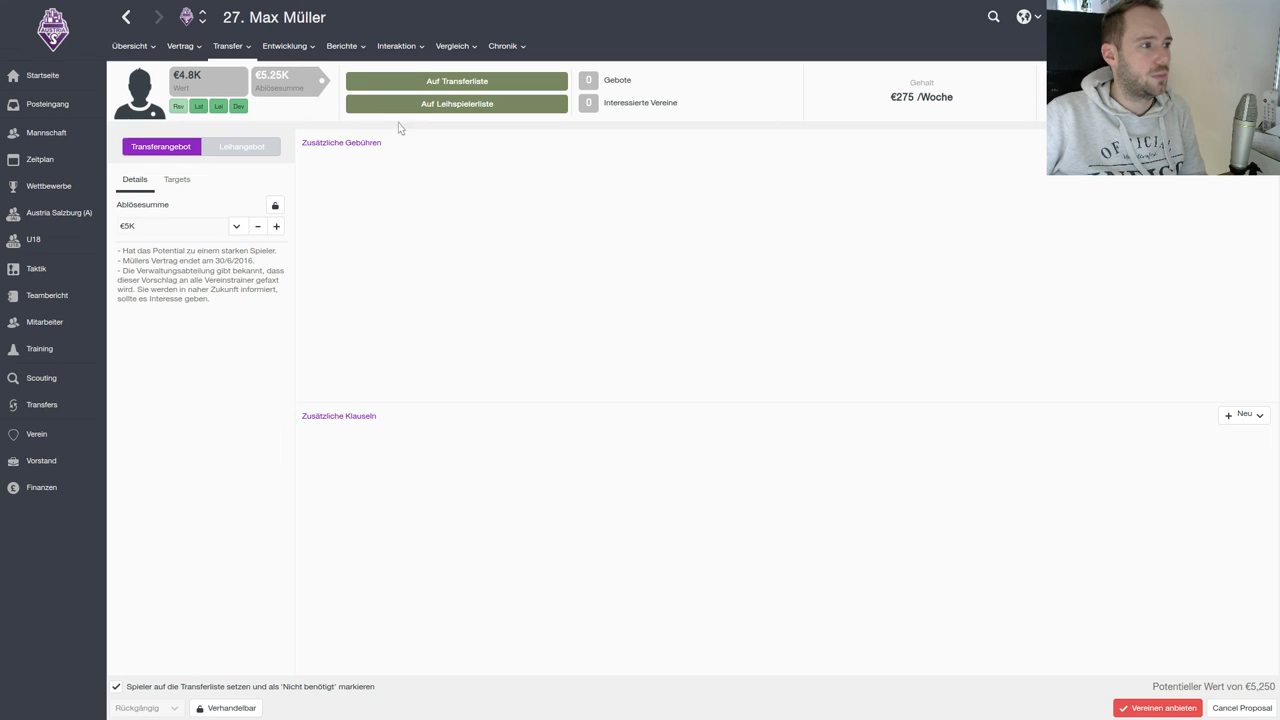 27. Max Müller
Übersicht Vertrag Transfer Entwicklung Berichte Interaktion Vergleich Chronik
AUSTRIA
S
Startseite
Posteingang
Mannschaft
Zeitplan
Wettbewerbe
Austria Salzburg (A)
U18
Taktik
Teambericht
Mitarbeiter
Training
Scouting
Transfers
Verein
Vorstand
Finanzen
€4.8K
Wert
€5.25K
Ablösesumme
Rsv Lst Lei Dev
Auf Transferliste
Auf Leihspielerliste
0 Gebote
0 Interessierte Vereine
Gehalt
€275 /Woche
OFFICIAL
Transferangebot Leihangebot
Details Targets
Ablösesumme
€5K
- Hat das Potential zu einem starken Spieler.
- Müllers Vertrag endet am 30/6/2016.
- Die Verwaltungsabteilung gibt bekannt, dass
dieser Vorschlag an alle Vereinstrainer gefaxt
wird. Sie werden in naher Zukunft informiert,
sollte es Interesse geben.
Zusätzliche Gebühren
Zusätzliche Klauseln
Neu
Spieler auf die Transferliste setzen und als 'Nicht benötigt' markieren
Potentieller Wert von €5,250
Rückgängig
Verhandelbar
Vereinen anbieten
Cancel Proposal